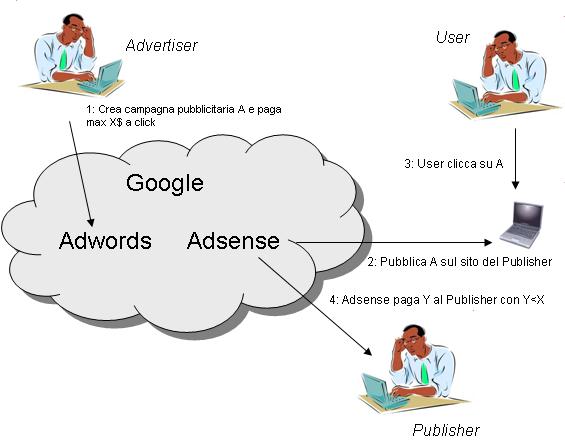 Advertiser
User
1: Crea campagna pubblicitaria A e paga
max X$ a click
3: User clicca su A
Google
Adwords
Adsense
2: Pubblica A sul sito del Publisher
4: Adsense paga Y al Publisher con Y<X
Publisher